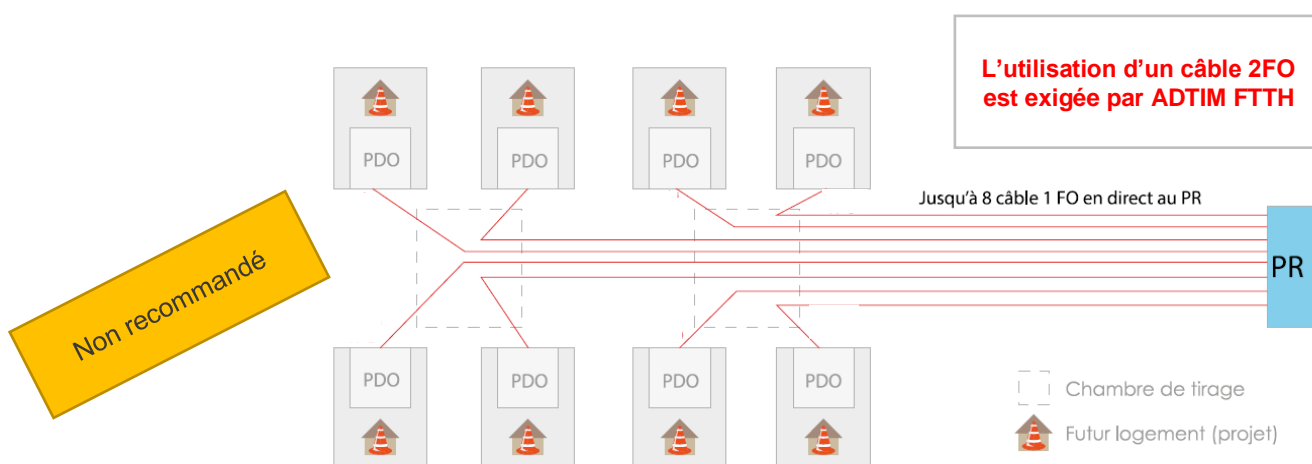 L'utilisation d'un câble 2FO
est exigée par ADTIM FTTH
PDO PDO PDO PDO
Jusqu'à 8 câble 1 FO en direct au PR
Non recommandé
PR
PDO PDO PDO PDO
Chambre de tirage
Futur logement (projet)